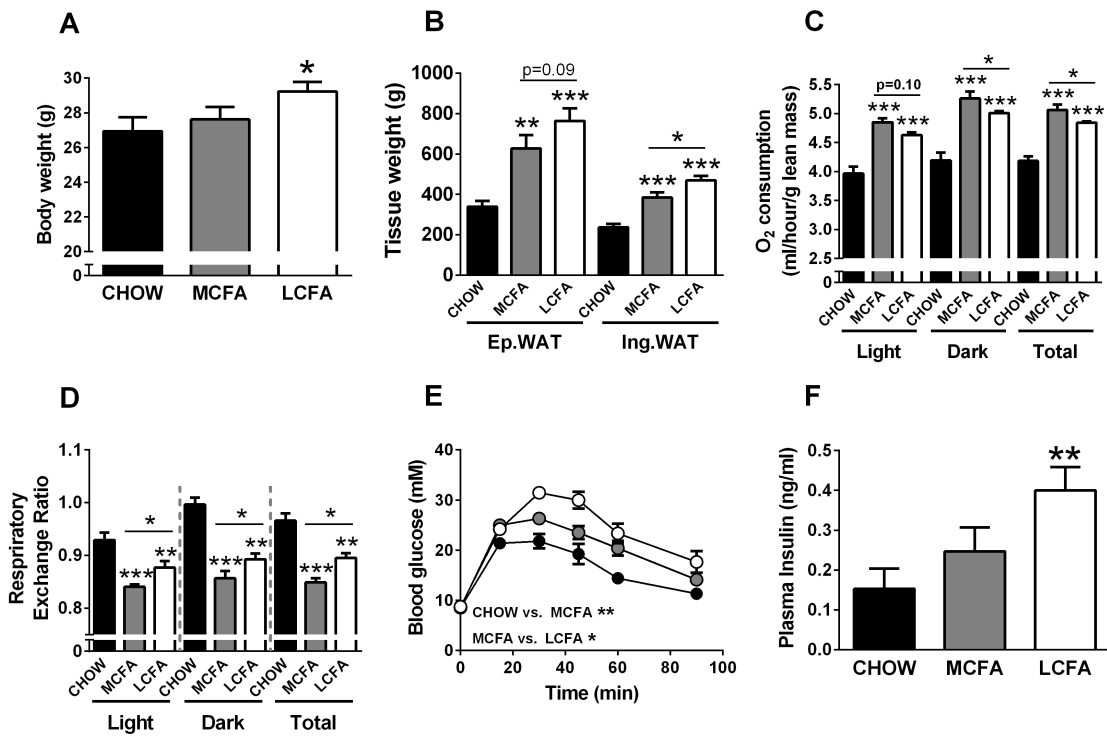 A
Body weight (g)
30
28
26
24
22
20
0
*
CHOW MCFA LCFA
B
Tissue weight (g)
1000
800
600
400
200
0
p=0.09
** ***
*
*** ***
CHOW MCFA LCFA CHOW MCFA LCFA
Ep.WAT Ing.WAT
C
O2 consumption
(ml/hour/g lean mass)
5.5
5.0
4.5
4.0
3.5
3.0
2.5
0
p=0.10
*** ***
*
*** ***
*
*** ***
CHOW MCFA LCFA CHOW MCFA LCFA CHOW MCFA LCFA
Light Dark Total
D
Respriratory
Exchange Ratio
1.1
1.0
0.9
0.8
0
* * *
*** ** *** ** *** **
CHOW MCFA LCFA CHOW MCFA LCFA CHOW MCFA LCFA
Light Dark Total
E
Blood glucose (mM)
40
30
20
10
0
CHOW vs. MCFA **
MCFA vs. LCFA *
0 20 40 60 80 100
Time (min)
F
Plasma Insulin (ng/ml)
0.5
0.4
0.3
0.2
0.1
0.0
**
CHOW MCFA LCFA